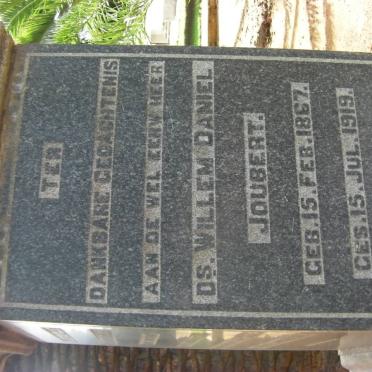 TER
DANKBARE GEDACHTENIS
AAN DE WEL EERW HEER
DS. WILLEM DANIEL
JOUBERT.
GEB. 15. FEB. 1867.
GES. 15. JUL. 1919.